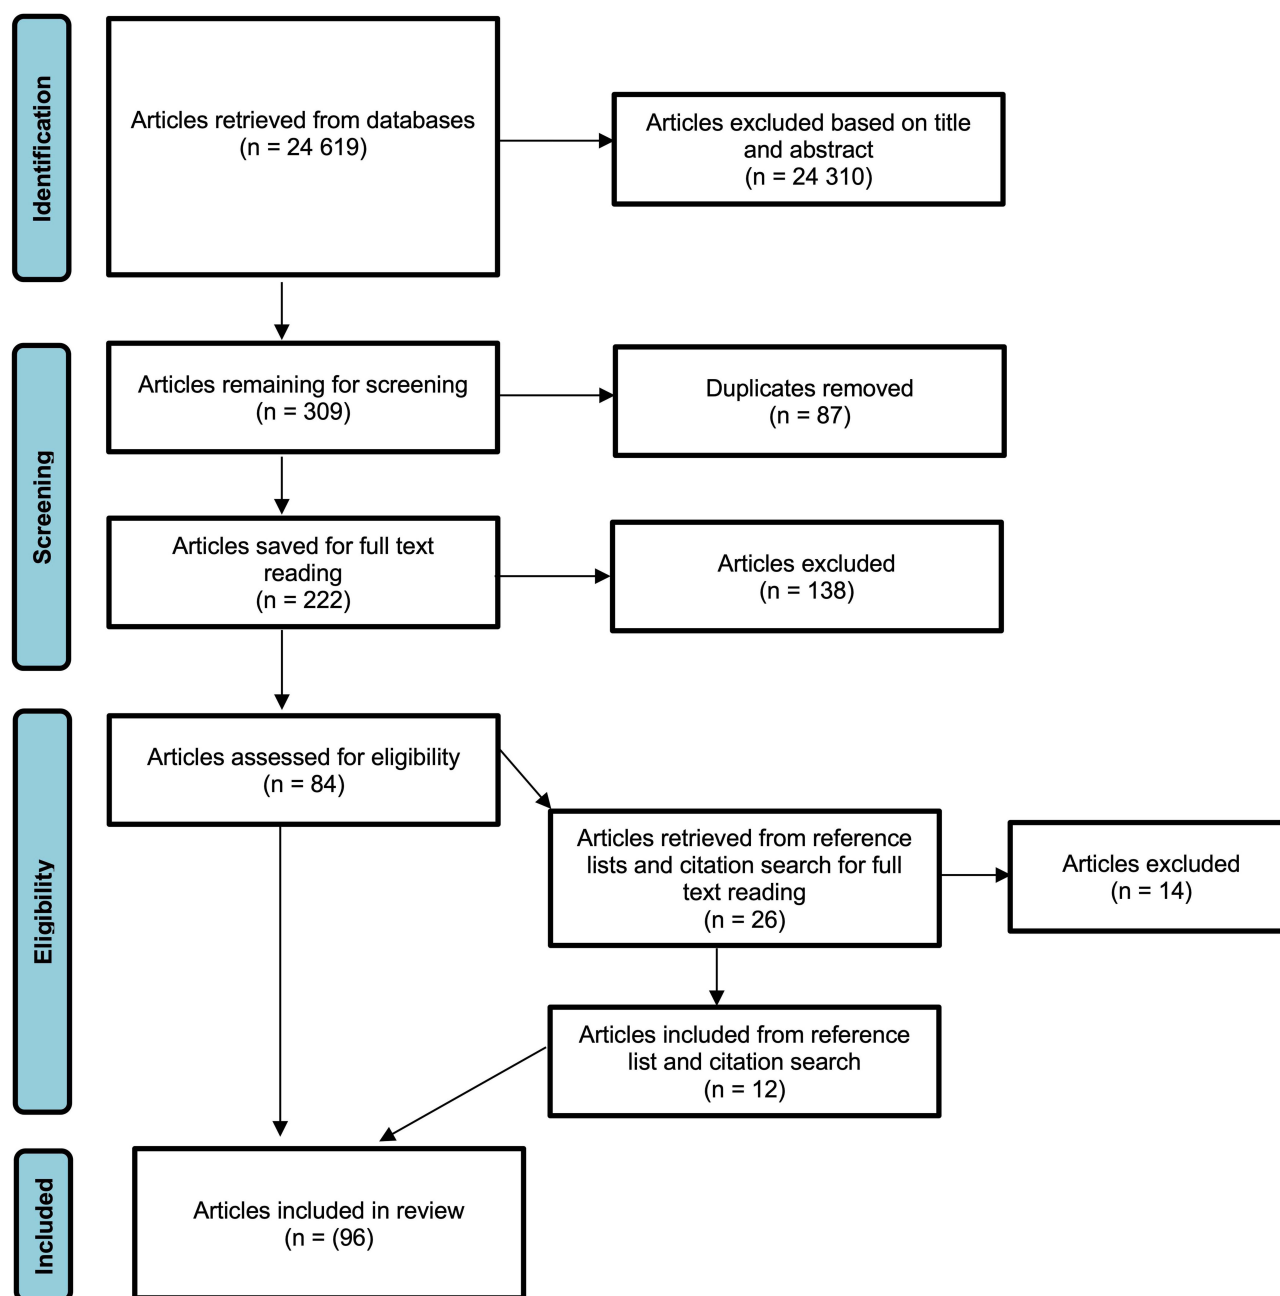 Identification
Articles retrieved from databases
(n = 24 619)
Articles excluded based on title
and abstract
(n = 24 310)
Screening
Articles remaining for screening
(n = 309)
Duplicates removed
(n = 87)
Articles saved for full text
reading
(n = 222)
Articles excluded
(n = 138)
Eligibility
Articles assessed for eligibility
(n = 84)
Articles retrieved from reference
lists and citation search for full
text reading
(n = 26)
Articles excluded
(n = 14)
Articles included from reference
list and citation search
(n = 12)
Included
Articles included in review
(n = (96)